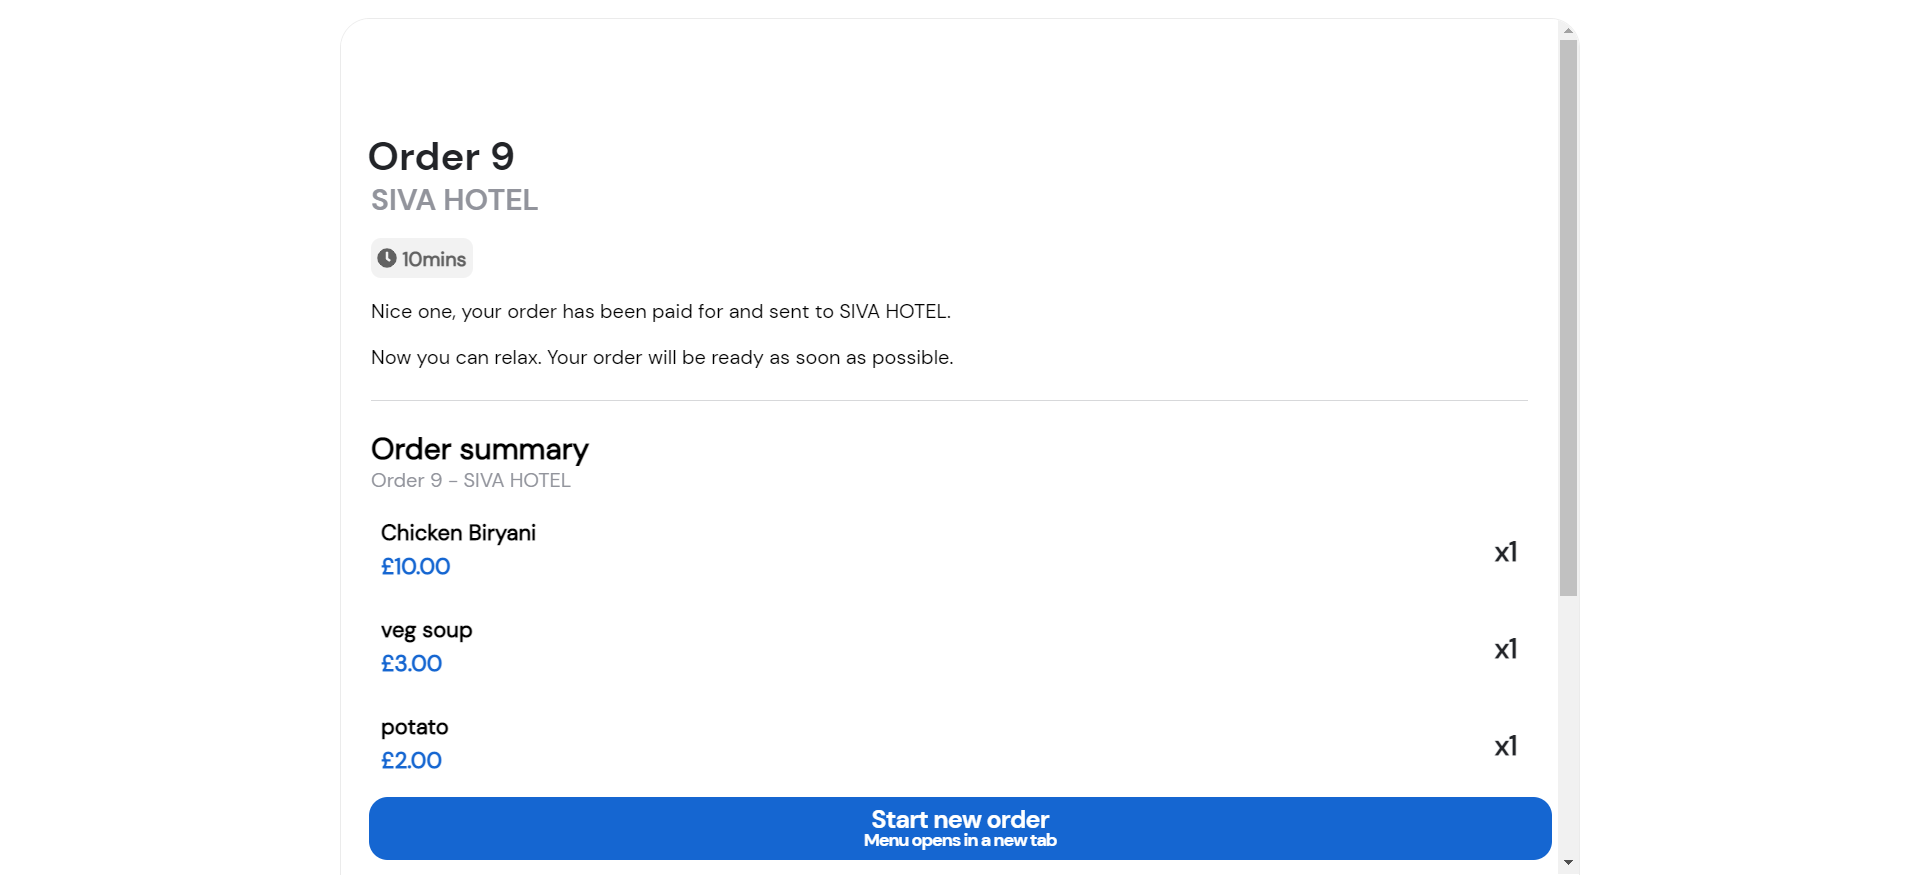 Order 9
SIVA HOTEL
10mins
Nice one, your order has been paid for and sent to SIVA HOTEL.
Now you can relax. Your order will be ready as soon as possible.
Order summary
Order 9 - SIVA HOTEL
Chicken Biryani
£10.00
x1
veg soup
£3.00
x1
potato
£2.00
x1
Start new order
Menu opens in a new tab